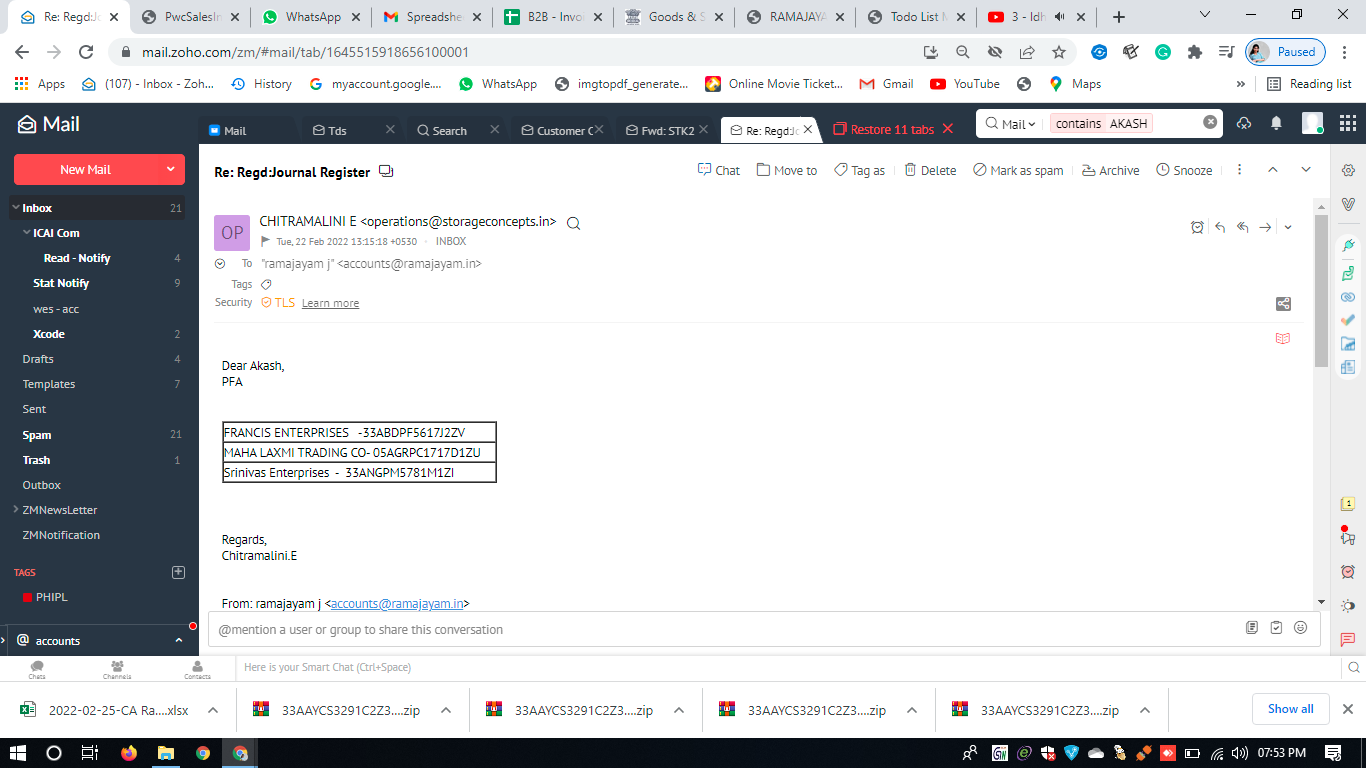 Re: Regd:Jo
PwcSalesIn
WhatsApp
Spreadshe
B2B - Invoi
Goods & S
RAMAJAYA
Todo List M
3 - Idh
mail.zoho.com/zm/#mail/tab/1645515918656100001
Paused
Apps
(107) - Inbox - Zoh...
History
myaccount.google....
WhatsApp
imgtopdf_generate...
Online Movie Ticket...
Gmail
YouTube
Maps
»
Reading list
Mail
Mail
Tds
Search
Customer C
Fwd: STK2
Re: Regd:Jo
Restore 11 tabs
Mail
contains AKASH
New Mail
Re: Regd:Journal Register
Chat
Move to
Tag as
Delete
Mark as spam
Archive
Snooze
Inbox 21
ICAI Com
Read - Notify 4
Stat Notify 9
wes - acc
Xcode 2
Drafts 4
Templates 7
Sent
Spam 21
Trash 1
Outbox
ZMNewsLetter
ZMNotification
TAGS
PHIPL
@ accounts
OP
CHITRAMALINI E <operations@storageconcepts.in>
Tue, 22 Feb 2022 13:15:18 +0530 · INBOX
To "ramajayam j" <accounts@ramajayam.in>
Tags
Security TLS Learn more
Dear Akash,
PFA
FRANCIS ENTERPRISES -33ABDPF5617J2ZV
MAHA LAXMI TRADING CO- 05AGRPC1717D1ZU
Srinivas Enterprises - 33ANGPM5781M1ZI
Regards,
Chitramalini.E
From: ramajayam j <accounts@ramajayam.in>
@mention a user or group to share this conversation
1
Chats
Channels
Contacts
Here is your Smart Chat (Ctrl+Space)
2022-02-25-CA Ra....xlsx
33AAYCS3291C2Z3....zip
33AAYCS3291C2Z3....zip
33AAYCS3291C2Z3....zip
33AAYCS3291C2Z3....zip
Show all
07:53 PM